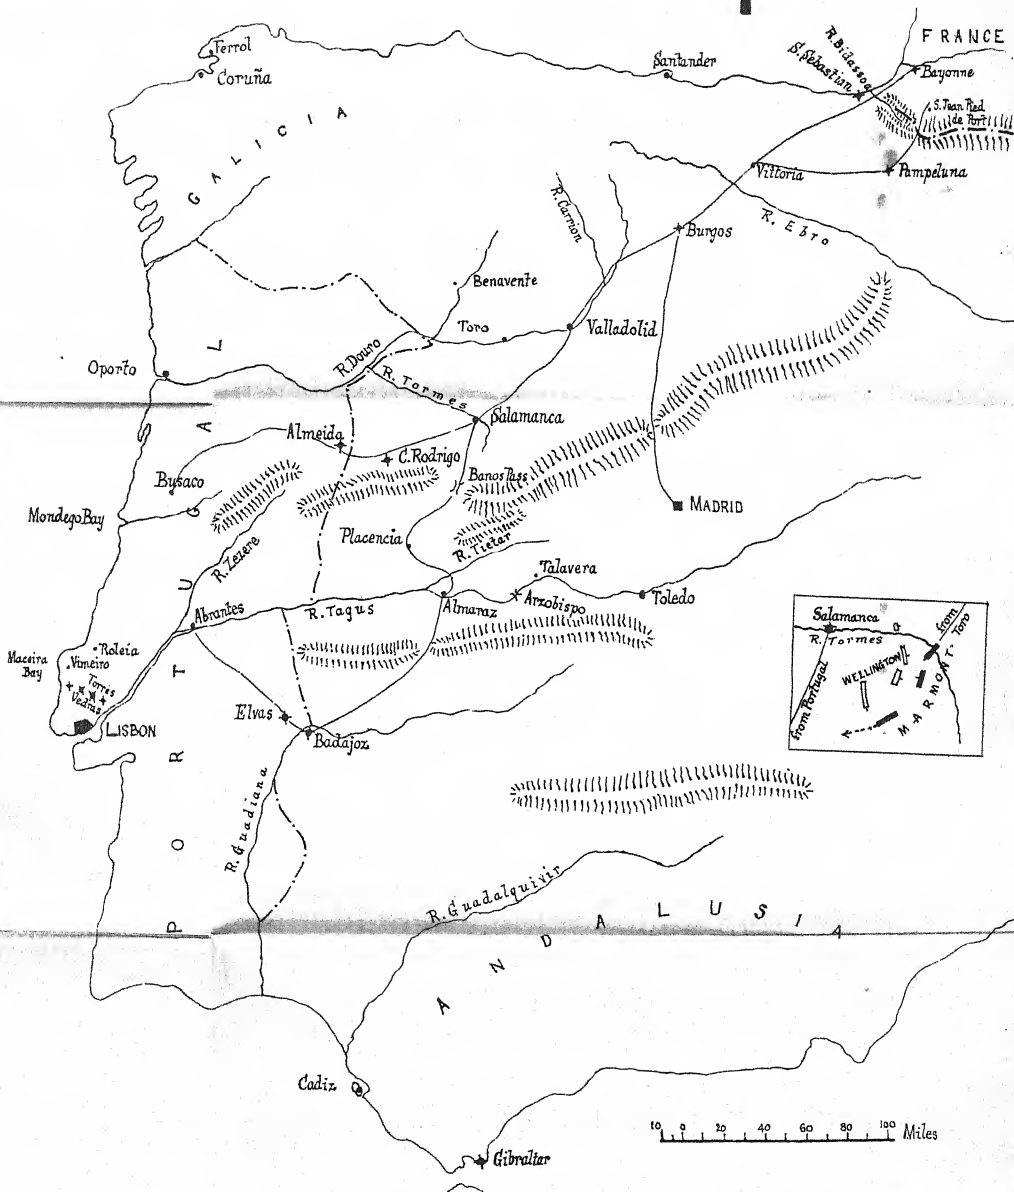 FRANCE
Ferrol
Coruña
Santander
R. Bidassoa
S. Sebastian
Bayonne
S. Jean Pied
de Port
GALICIA
Vittoria
Pampeluna
R. Carrion
Burgos
R. Ebro
Benavente
Toro
Valladolid
R. Douro
Oporto
R. Tormes
Salamanca
Almeida
C. Rodrigo
Busaco
Banos Pass
MADRID
Mondego Bay
Placencia
R. Tietar
R. Zezere
Talavera
Abrantes
R. Tagus
Almaraz
Arzobispo
Toledo
Roleia
Vimeiro
Maceira
Bay
Torres
Vedras
LISBON
Elvas
Badajoz
PORTUGAL
S
Salamanca
R. Tormes
from
Toro
WELLINGTON
MARMONT.
from Portugal
R. Guadiana
R. Guadalquivir
ANDALUSIA
Cadiz
Gibraltar
10 0 20 40 60 80 100 Miles